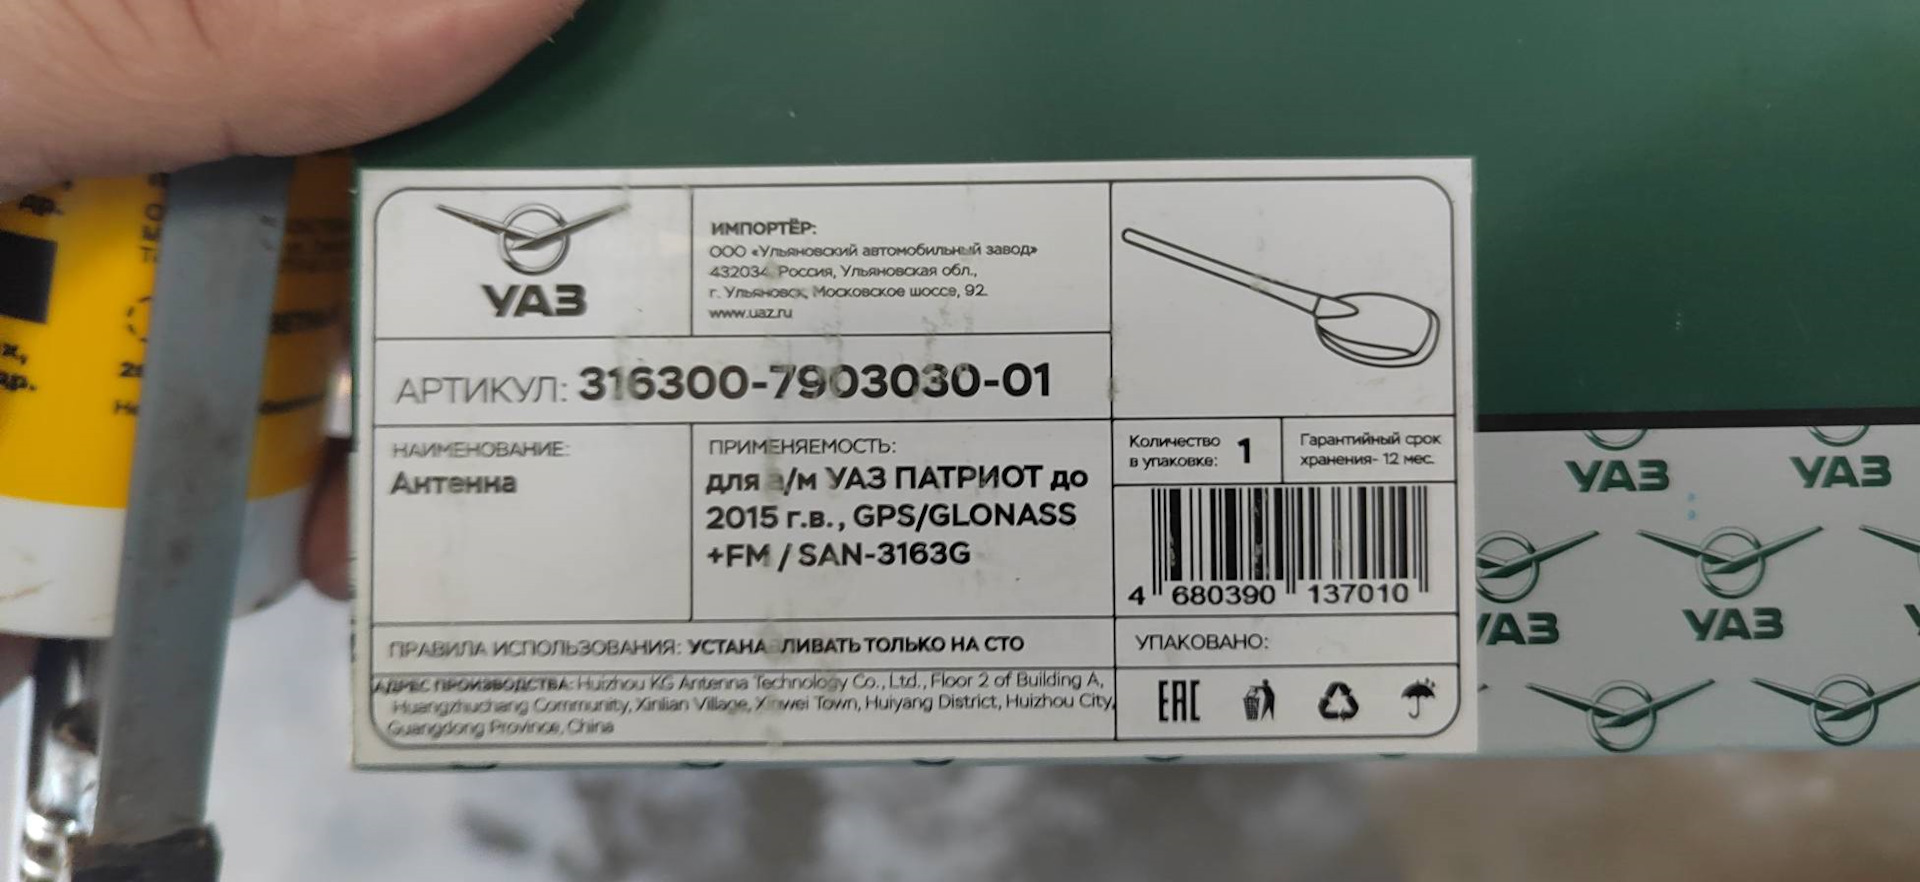 УАЗ
ИМПОРТЁР:
ООО «Ульяновский автомобильный завод»
432034, Россия, Ульяновская обл.,
г. Ульяновск, Московское шоссе, 92.
www.uaz.ru
АРТИКУЛ: 316300-7903030-01
НАИМЕНОВАНИЕ:
Антенна
ПРИМЕНЯЕМОСТЬ:
для а/м УАЗ ПАТРИОТ до
2015 г.в., GPS/GLONASS
+FM / SAN-3163G
Количество
в упаковке: 1
Гарантийный срок
хранения- 12 мес.
4 680390 137010
ПРАВИЛА ИСПОЛЬЗОВАНИЯ: УСТАНАВЛИВАТЬ ТОЛЬКО НА СТО
УПАКОВАНО:
АДРЕС ПРОИЗВОДСТВА: Huizhou KG Antenna Technology Co., Ltd., Floor 2 of Building A,
Huangzhuchang Community, Xinlian Village, Xinwei Town, Huiyang District, Huizhou City,
Guangdong Province, China
EAC
УАЗ УАЗ
УАЗ УАЗ